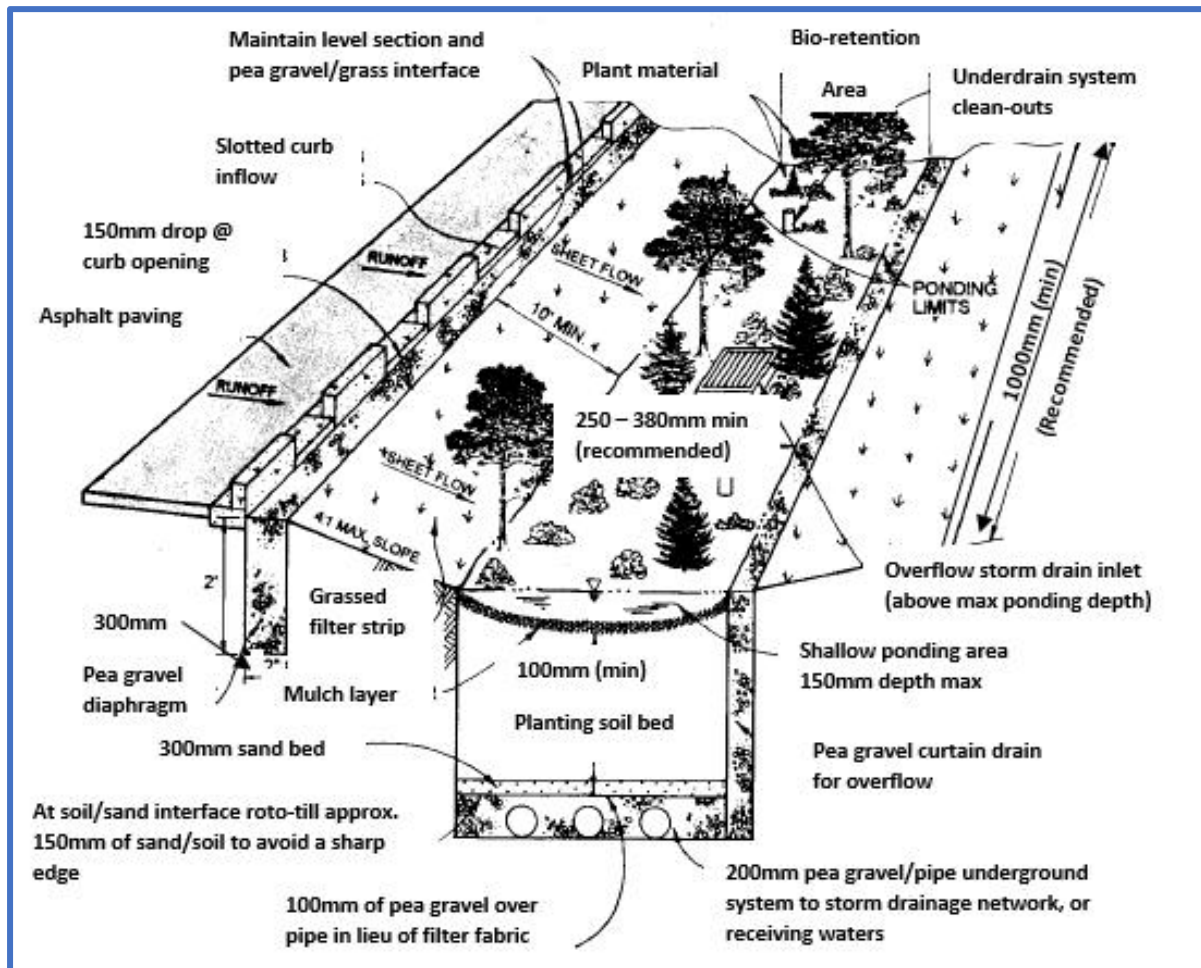 Maintain level section and
pea gravel/grass interface
Plant material
Bio-retention
Area
Underdrain system
clean-outs
Slotted curb
inflow
150mm drop @
curb opening
Asphalt paving
RUNOFF
RUNOFF
SHEET FLOW
10' MIN
PONDING
LIMITS
1000mm (min)
(Recommended)
250 – 380mm min
(recommended)
SHEET FLOW
4:1 MAX. SLOPE
2'
300mm
Pea gravel
diaphragm
Grassed
filter strip
Mulch layer
Overflow storm drain inlet
(above max ponding depth)
Shallow ponding area
150mm depth max
100mm (min)
Planting soil bed
300mm sand bed
Pea gravel curtain drain
for overflow
At soil/sand interface roto-till approx.
150mm of sand/soil to avoid a sharp
edge
100mm of pea gravel over
pipe in lieu of filter fabric
200mm pea gravel/pipe underground
system to storm drainage network, or
receiving waters